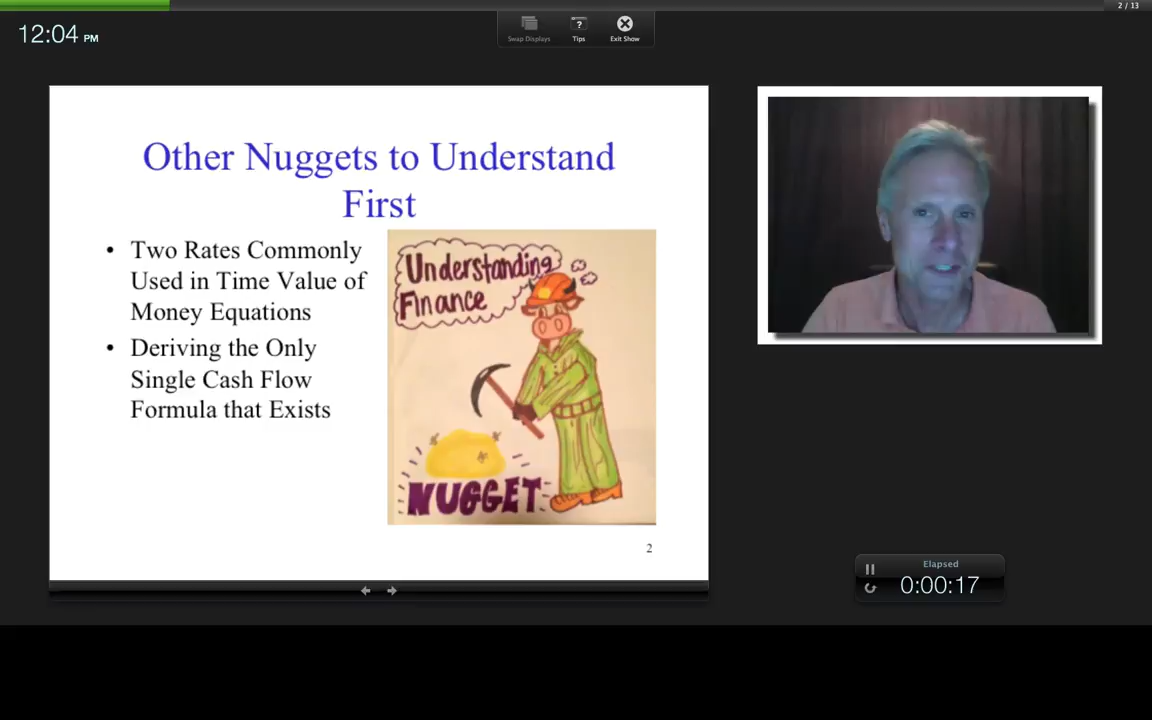 2 / 13
12:04 PM
Swap Displays
?
Tips
Exit Show
Other Nuggets to Understand
First
• Two Rates Commonly
Used in Time Value of
Money Equations
• Deriving the Only
Single Cash Flow
Formula that Exists
Understanding
Finance
NUGGET
2
Elapsed
0:00:17